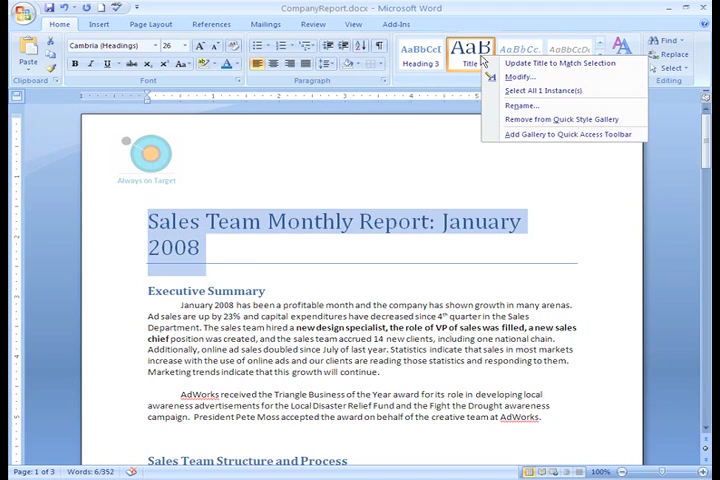 CompanyReport.docx - Microsoft Word
Home Insert Page Layout References Mailings Review View Add-Ins
Cambria (Headings) 26
Paste
B I U abc
AaBbCcI AaB AaBbCc. AaBbCcDc
Heading 3 Title
Find
Replace
Select
Clipboard Font Paragraph
Update Title to Match Selection
Modify...
Select All 1 Instance(s)
Rename...
Remove from Quick Style Gallery
Add Gallery to Quick Access Toolbar
Always on Target
Sales Team Monthly Report: January
2008
Executive Summary
January 2008 has been a profitable month and the company has shown growth in many arenas.
Ad sales are up by 23% and capital expenditures have decreased since 4th quarter in the Sales
Department. The sales team hired a new design specialist, the role of VP of sales was filled, a new sales
chief position was created, and the sales team accrued 14 new clients, including one national chain.
Additionally, online ad sales doubled since July of last year. Statistics indicate that sales in most markets
increase with the use of online ads and our clients are reading those statistics and responding to them.
Marketing trends indicate that this growth will continue.
AdWorks received the Triangle Business of the Year award for its role in developing local
awareness advertisements for the Local Disaster Relief Fund and the Fight the Drought awareness
campaign. President Pete Moss accepted the award on behalf of the creative team at AdWorks.
Sales Team Structure and Process
Page: 1 of 3 Words: 6/352 100%